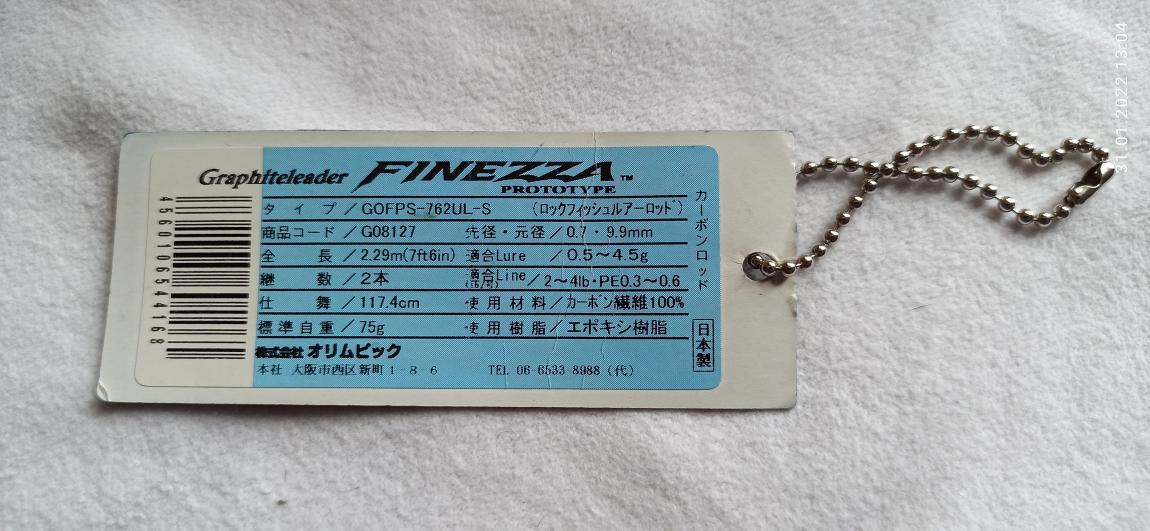 Graphiteleader FINEZZA™
PROTOTYPE
タイプ/GOFPS-762UL-S (ロックフィッシュルアーロッド)
商品コード/G08127 先径・元径/0.7・9.9mm
全長/2.29m(7ft6in) 適合Lure/0.5～4.5g
継数/2本 適合Line(lb/号)/2～4lb・PE0.3～0.6
仕舞/117.4cm 使用材料/カーボン繊維100%
標準自重/75g 使用樹脂/エポキシ樹脂
株式会社オリムピック
本社 大阪市西区新町1-8-6 TEL 06-6533-8988(代)
カーボンロッド
日本製
4560106544168
31 01 2022 13:04